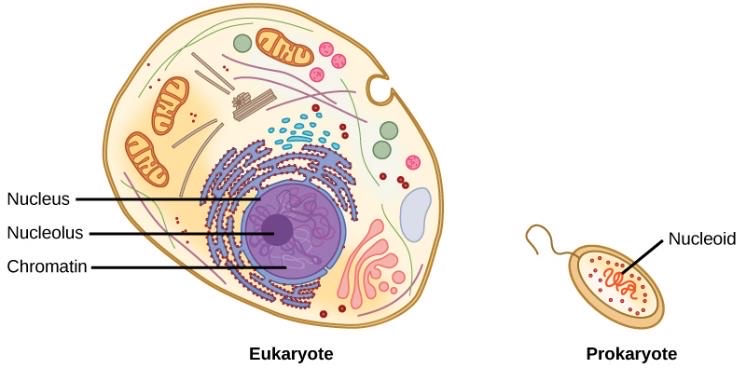 Nucleus
Nucleolus
Chromatin
Nucleoid
Eukaryote
Prokaryote